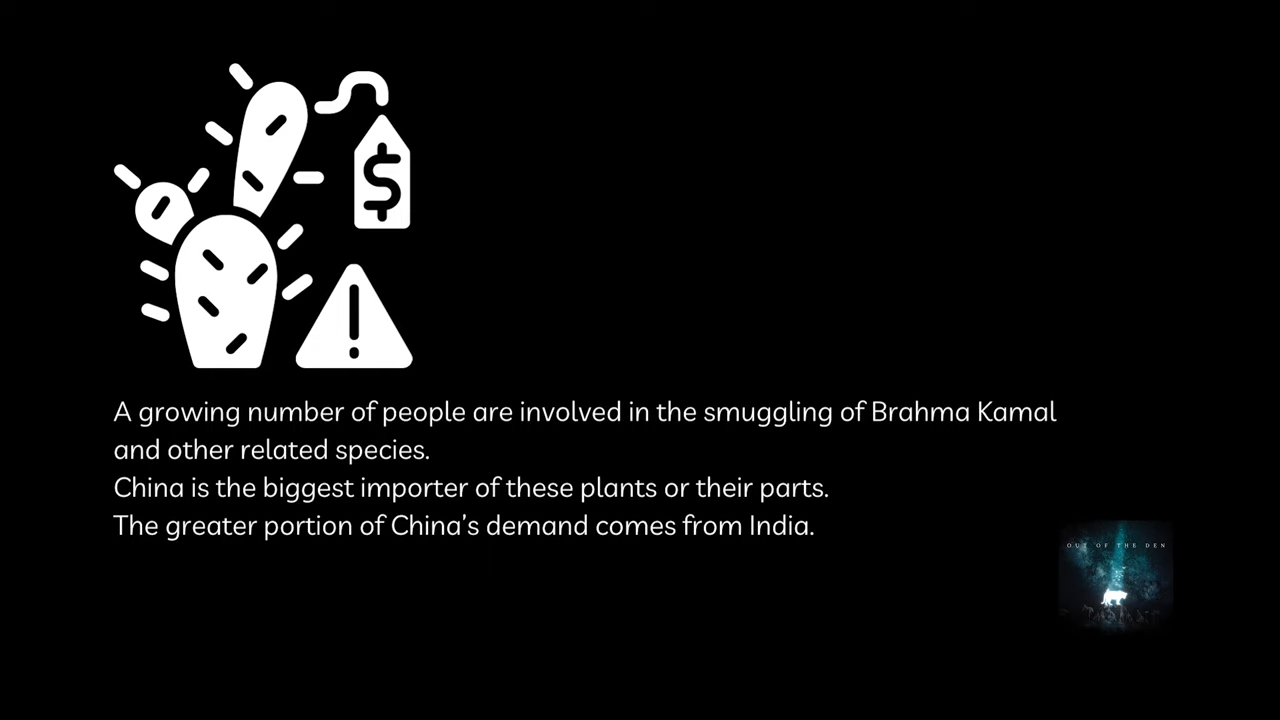 $
!
A growing number of people are involved in the smuggling of Brahma Kamal
and other related species.
China is the biggest importer of these plants or their parts.
The greater portion of China's demand comes from India.
OUT OF THE DEN